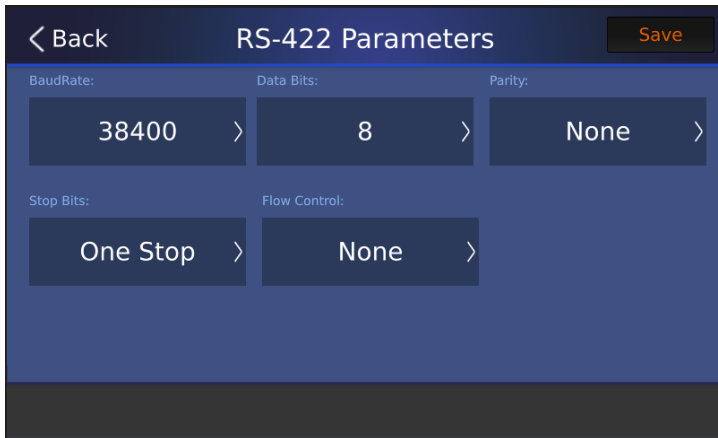 Back
RS-422 Parameters
Save
BaudRate:
Data Bits:
Parity:
38400
8
None
Stop Bits:
Flow Control:
One Stop
None